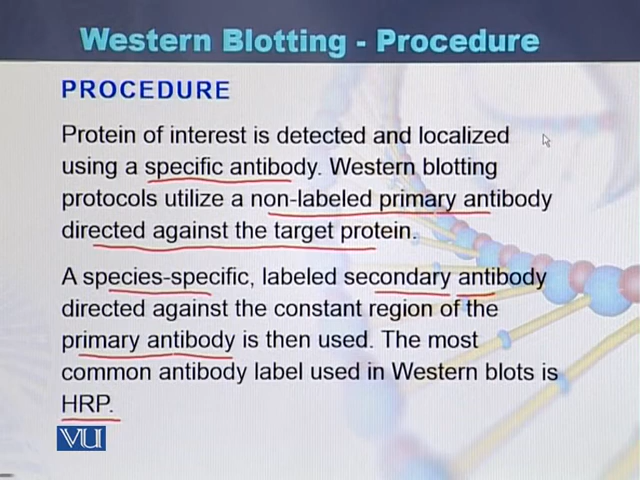 Western Blotting - Procedure
PROCEDURE
Protein of interest is detected and localized
using a specific antibody. Western blotting
protocols utilize a non-labeled primary antibody
directed against the target protein.
A species-specific, labeled secondary antibody
directed against the constant region of the
primary antibody is then used. The most
common antibody label used in Western blots is
HRP.
VU